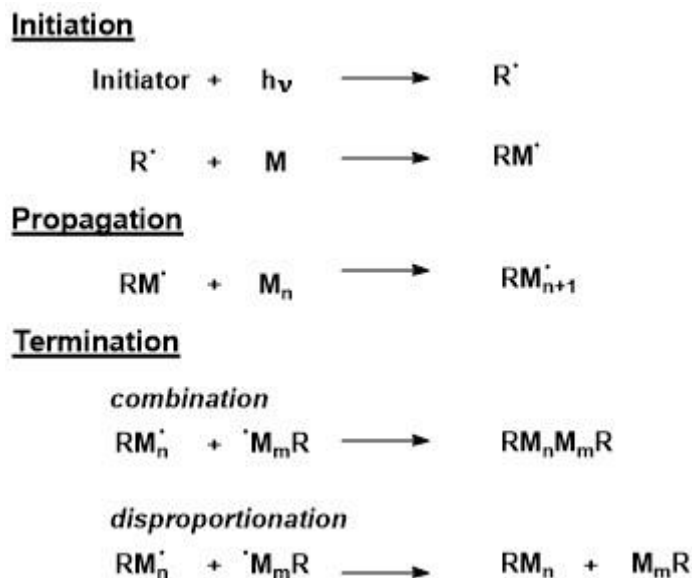 Initiation
Initiator + hν ⟶ R˙
R˙ + M ⟶ RM˙
Propagation
RM˙ + Mₙ ⟶ RM˙ₙ₊₁
Termination
combination
RM˙ₙ + ˙MₘR ⟶ RMₙMₘR
disproportionation
RM˙ₙ + ˙MₘR ⟶ RMₙ + MₘR